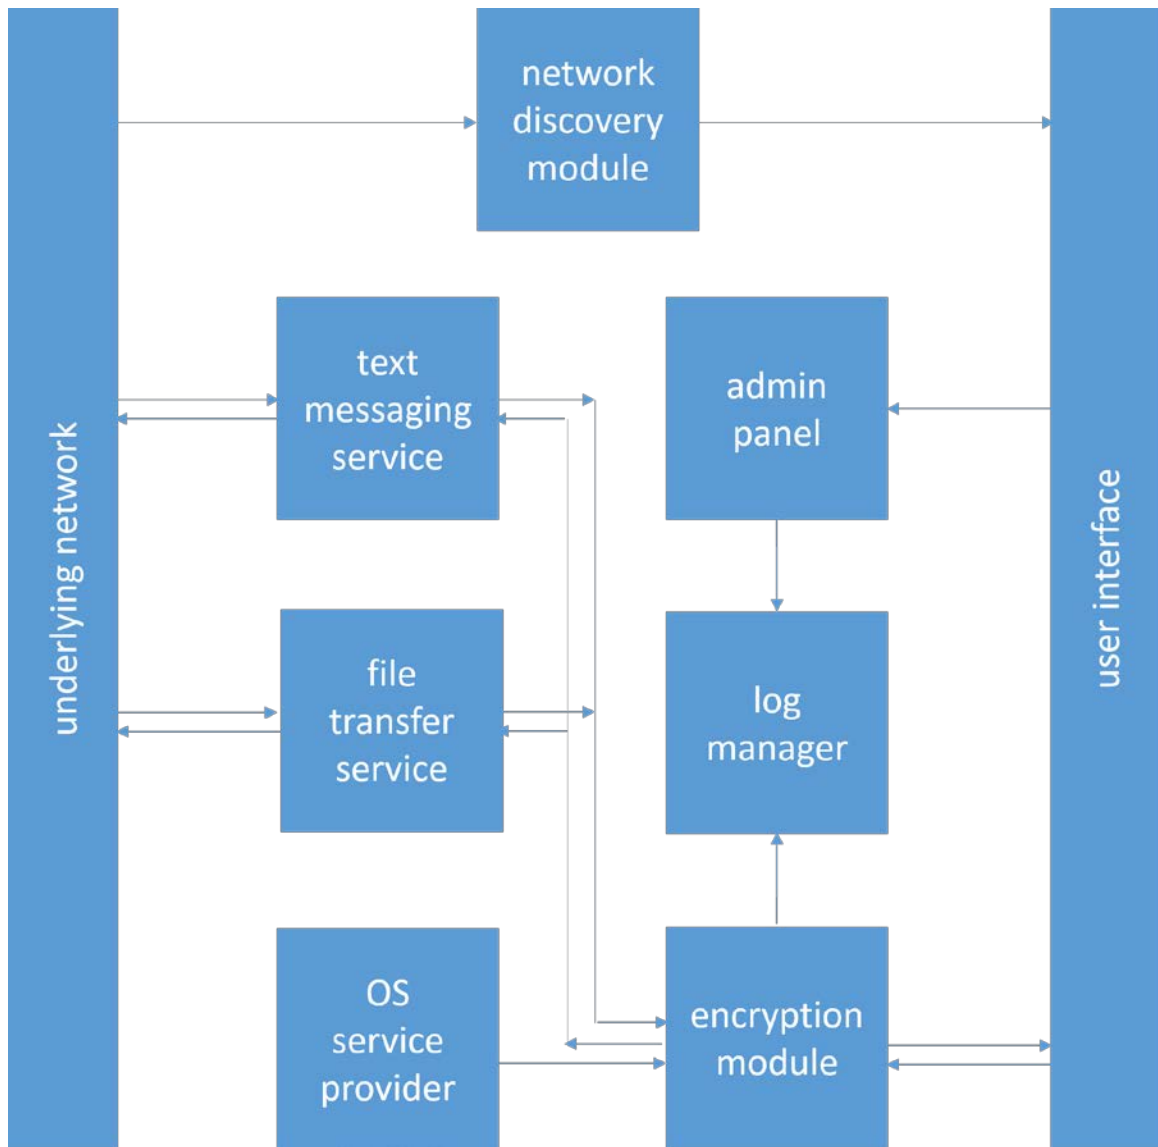 network
discovery
module
text
messaging
service
admin
panel
underlying network
user interface
file
transfer
service
log
manager
OS
service
provider
encryption
module